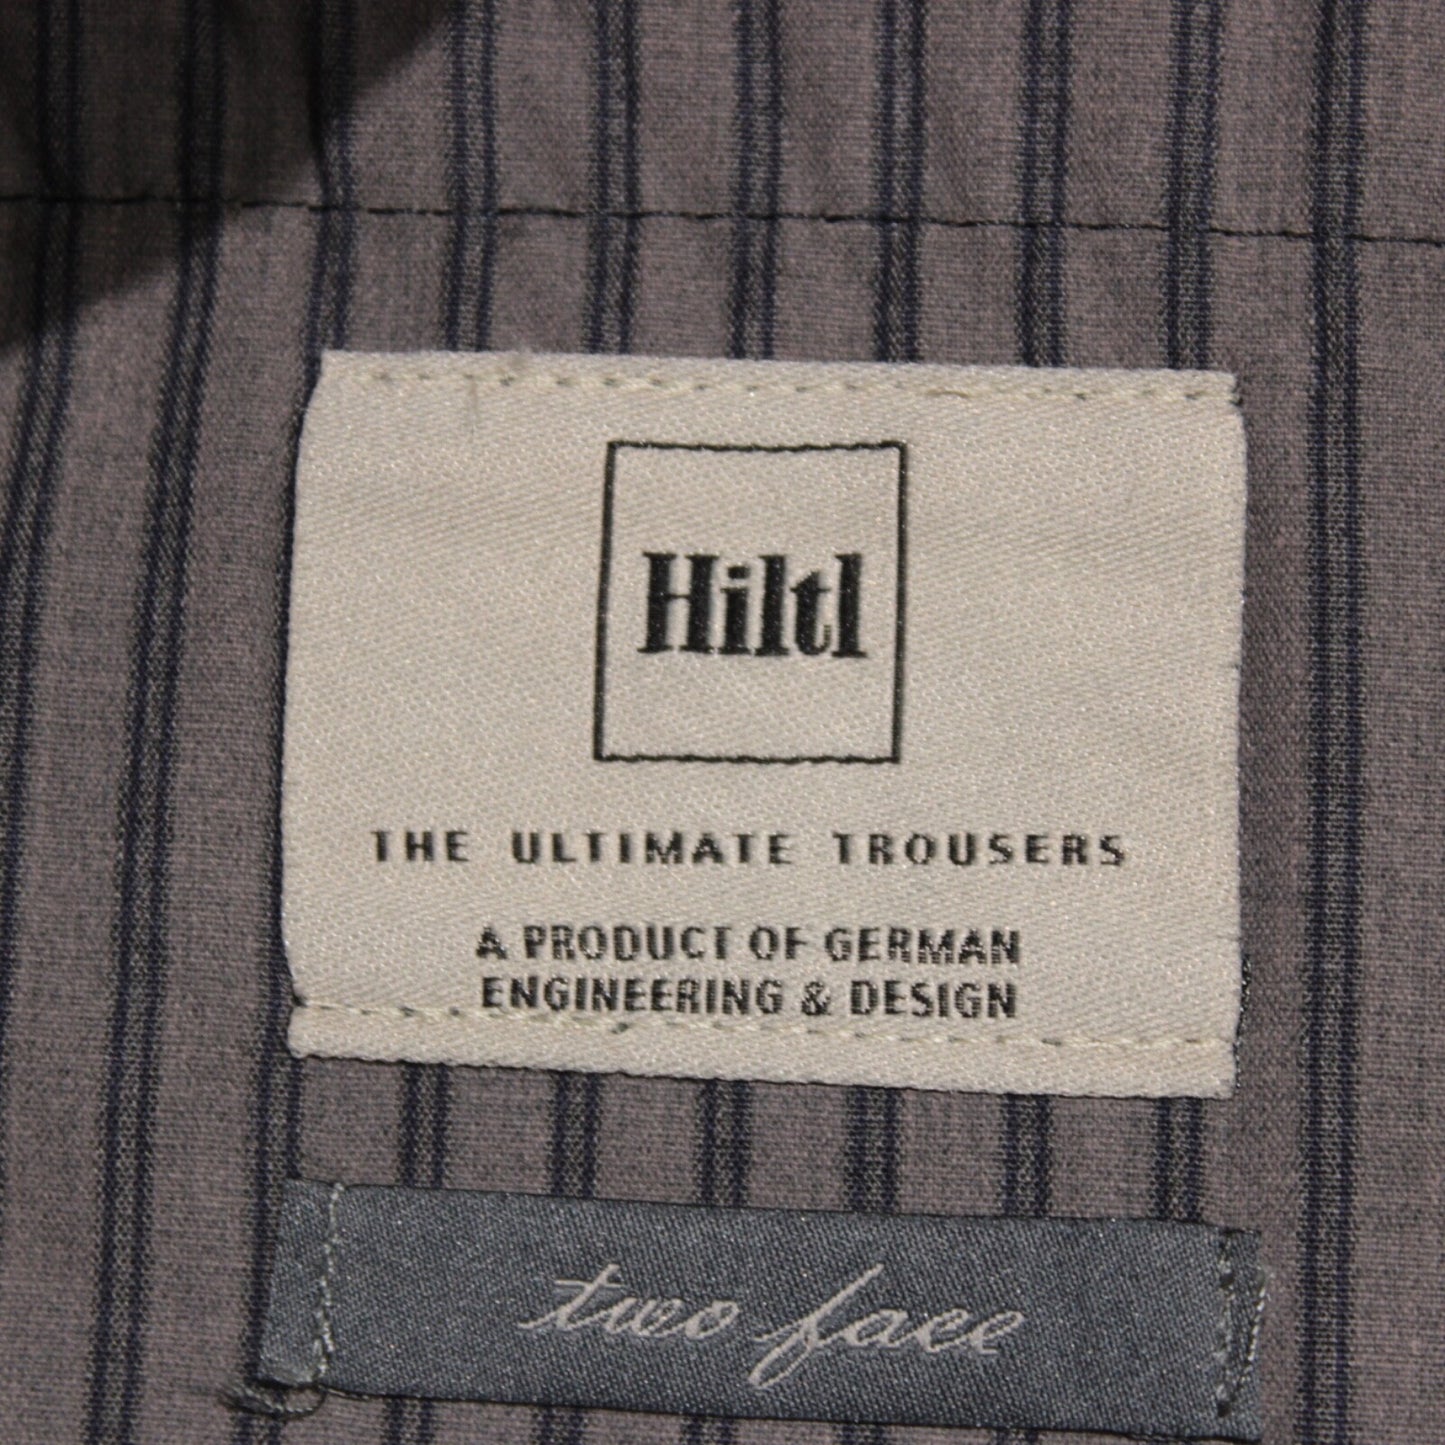 Hiltl
THE ULTIMATE TROUSERS
A PRODUCT OF GERMAN
ENGINEERING & DESIGN
two face